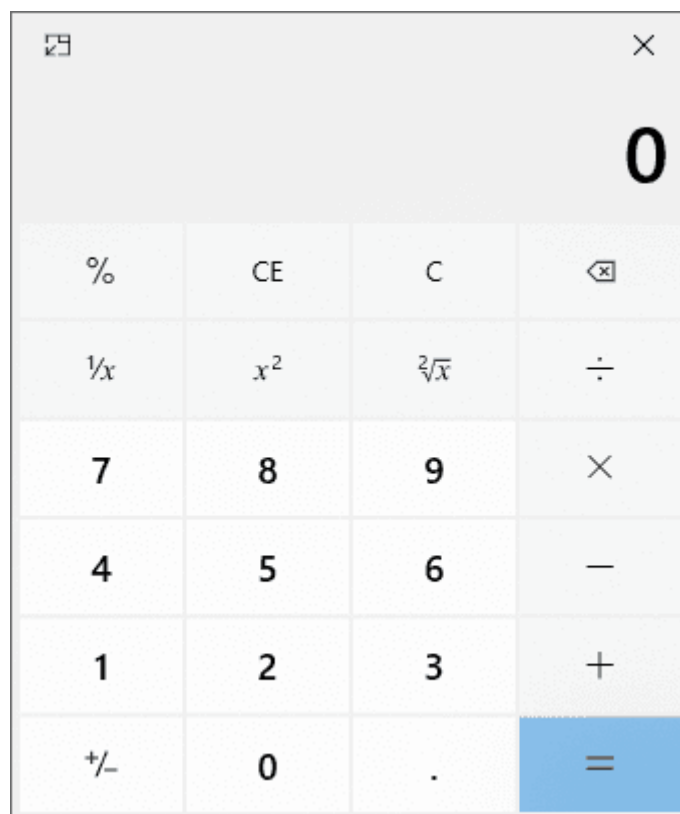 0
% CE C
¹⁄x x² ²√x ÷
7 8 9 ×
4 5 6 −
1 2 3 +
+/− 0 . =